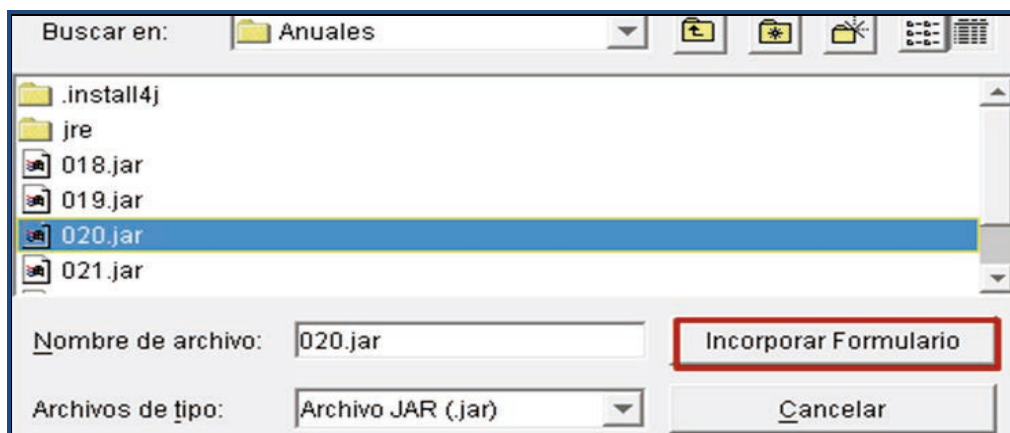 Buscar en: Anuales
.install4j
jre
018.jar
019.jar
020.jar
021.jar
Nombre de archivo: 020.jar Incorporar Formulario
Archivos de tipo: Archivo JAR (.jar) Cancelar